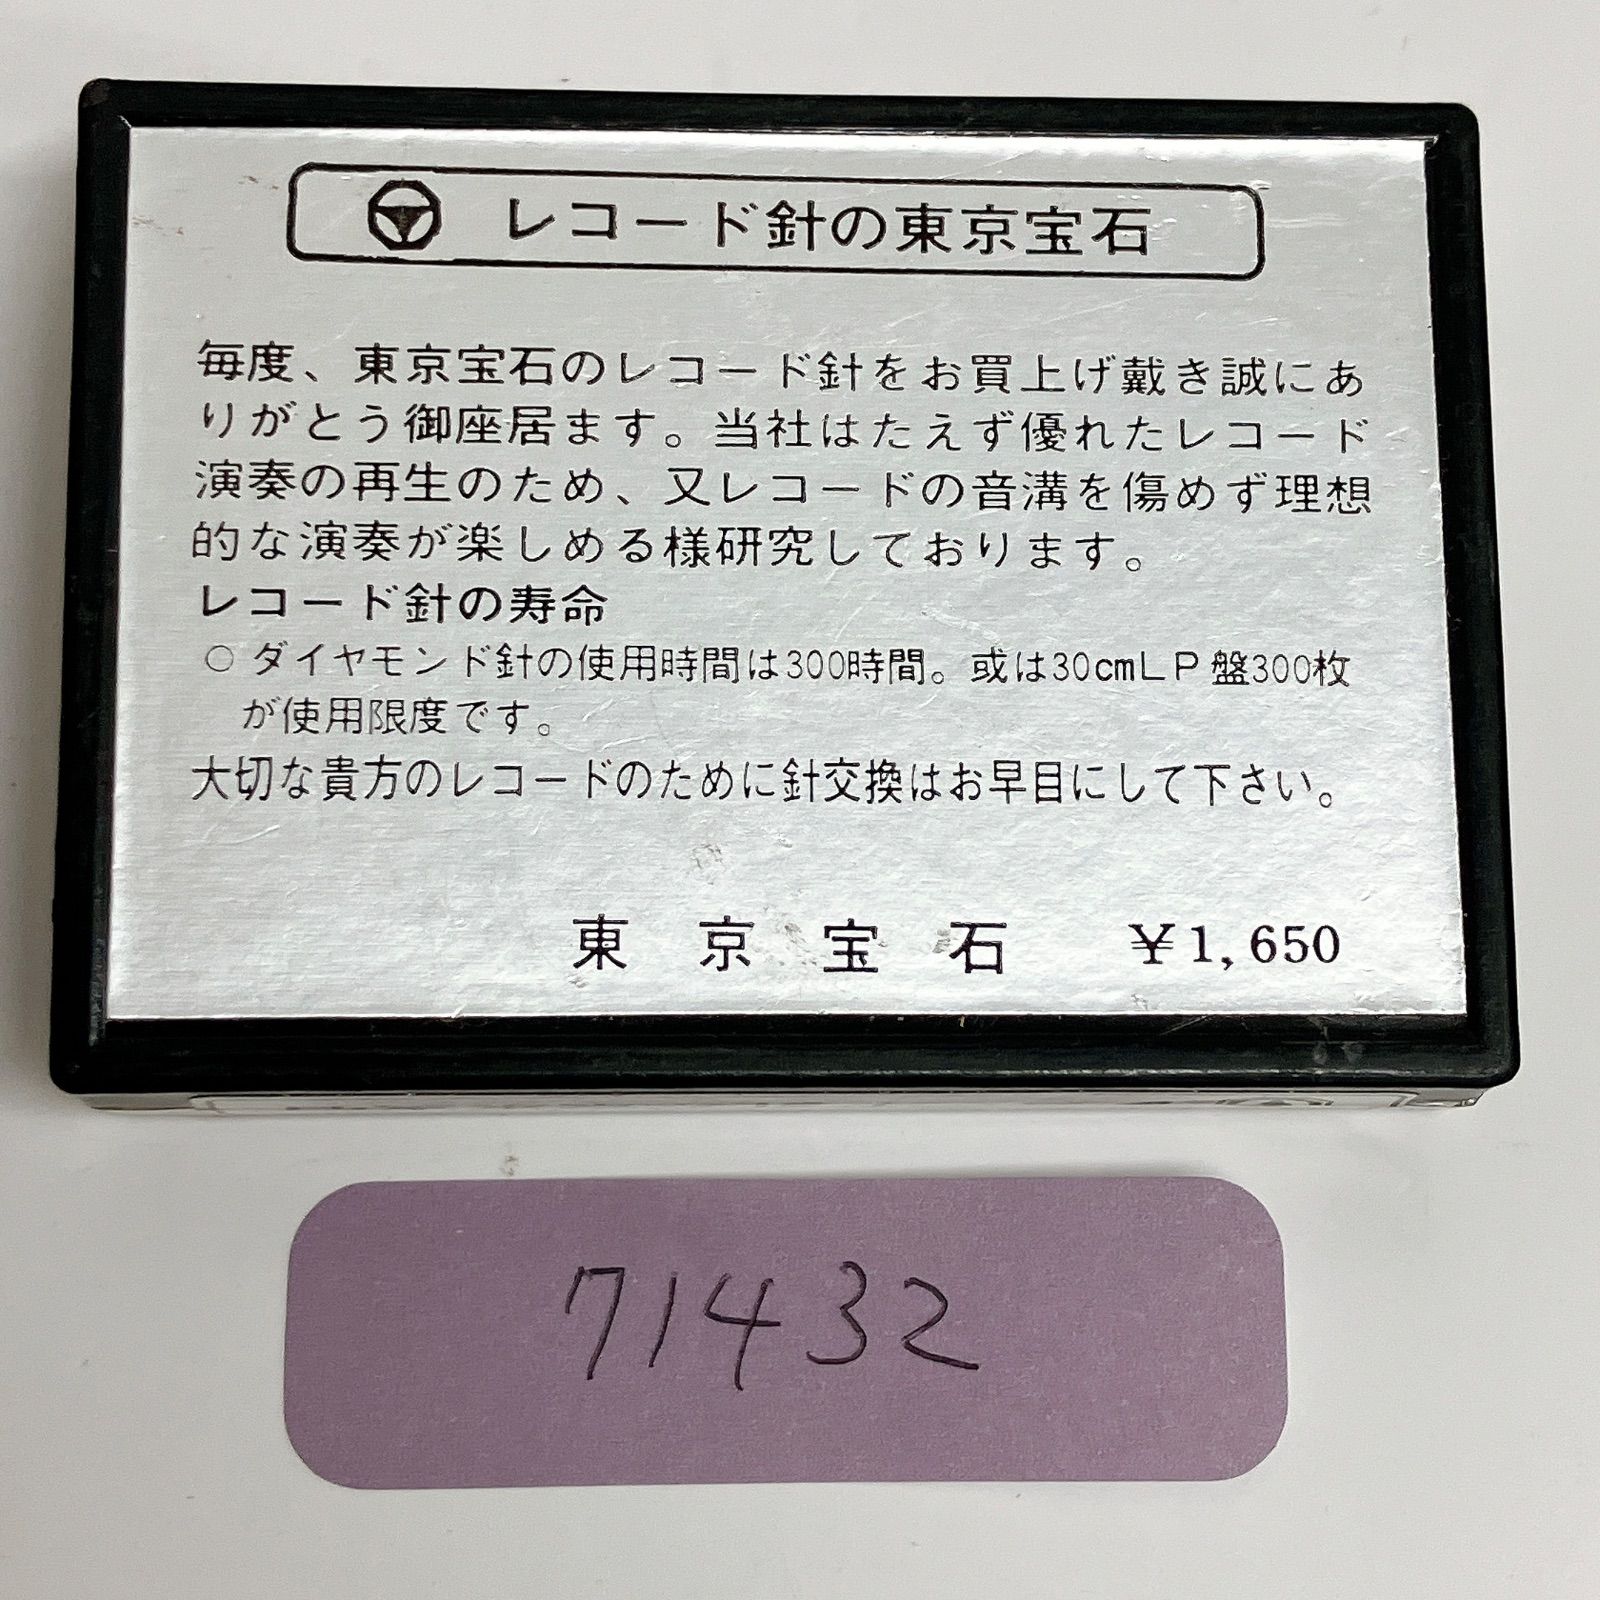 レコード針の東京宝石
毎度、東京宝石のレコード針をお買上げ戴き誠にあ
りがとう御座居ます。当社はたえず優れたレコード
演奏の再生のため、又レコードの音溝を傷めず理想
的な演奏が楽しめる様研究しております。
レコード針の寿命
○ ダイヤモンド針の使用時間は300時間。或は30cmLP盤300枚
が使用限度です。
大切な貴方のレコードのために針交換はお早目にして下さい。
東京宝石 ¥1,650
71432